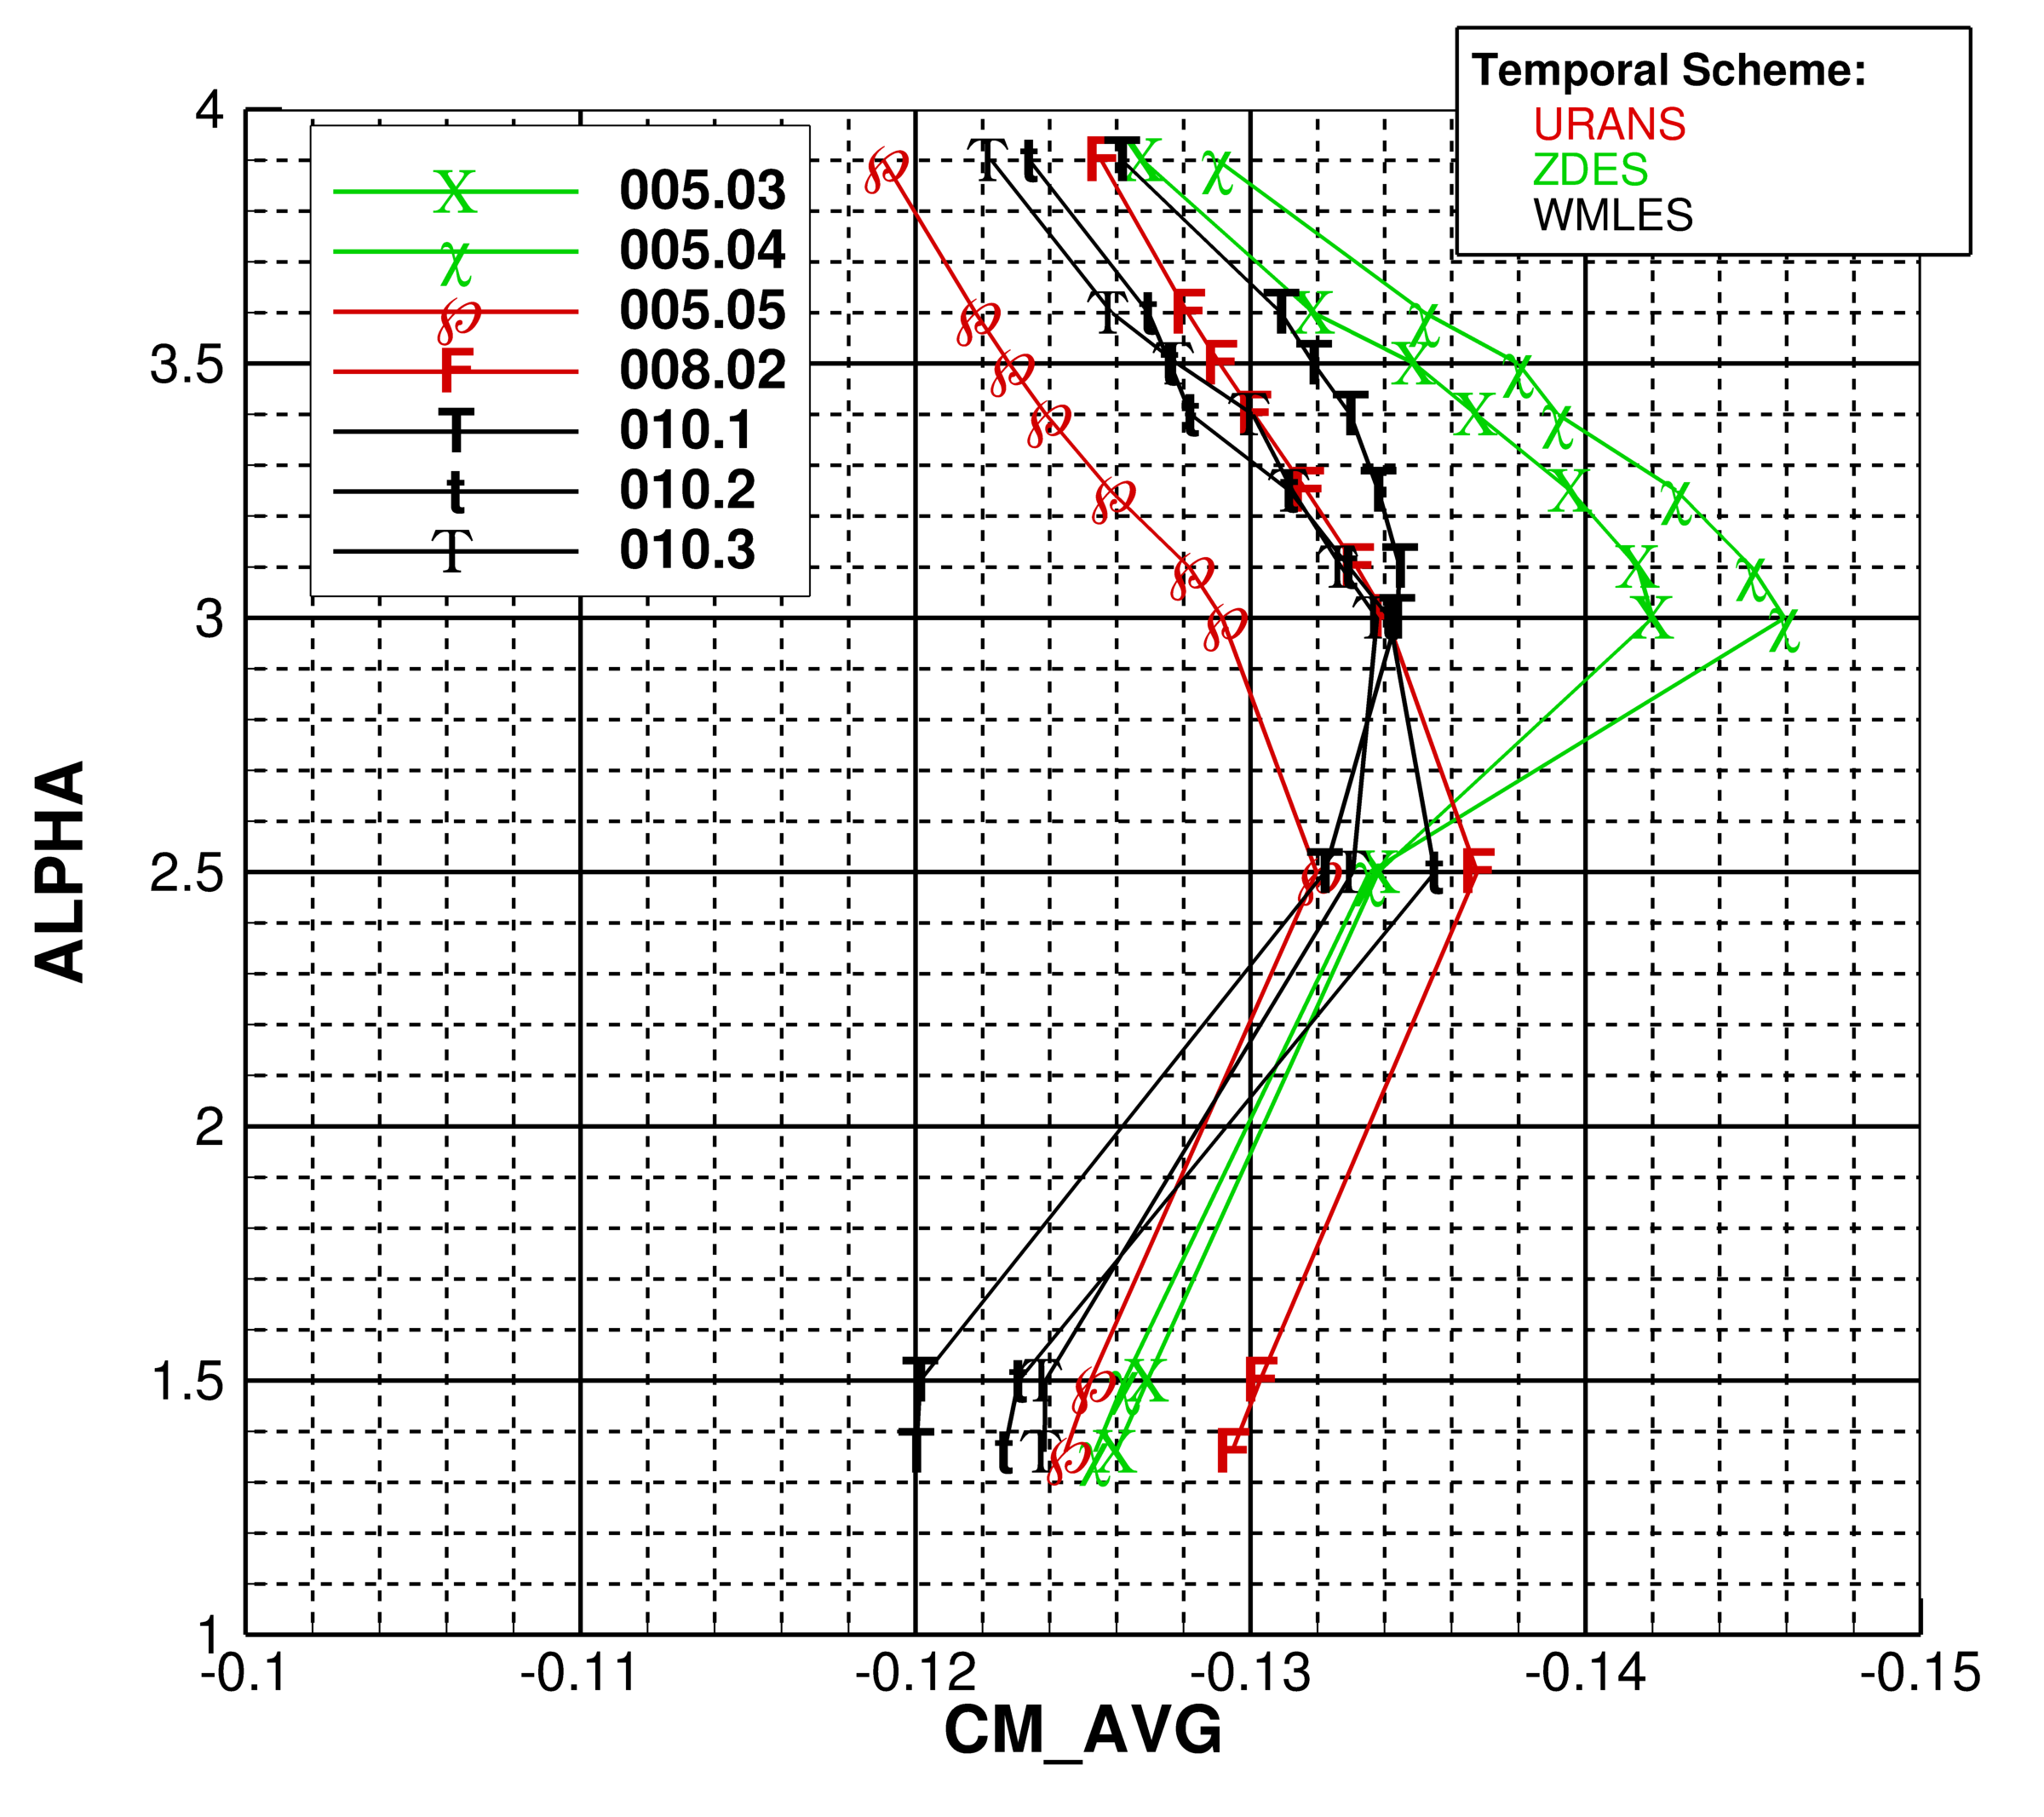 Temporal Scheme:
URANS
ZDES
WMLES
X 005.03
χ 005.04
℘ 005.05
F 008.02
T 010.1
t 010.2
T 010.3
4
3.5
3
2.5
2
1.5
1
ALPHA
-0.1 -0.11 -0.12 -0.13 -0.14 -0.15
CM_AVG